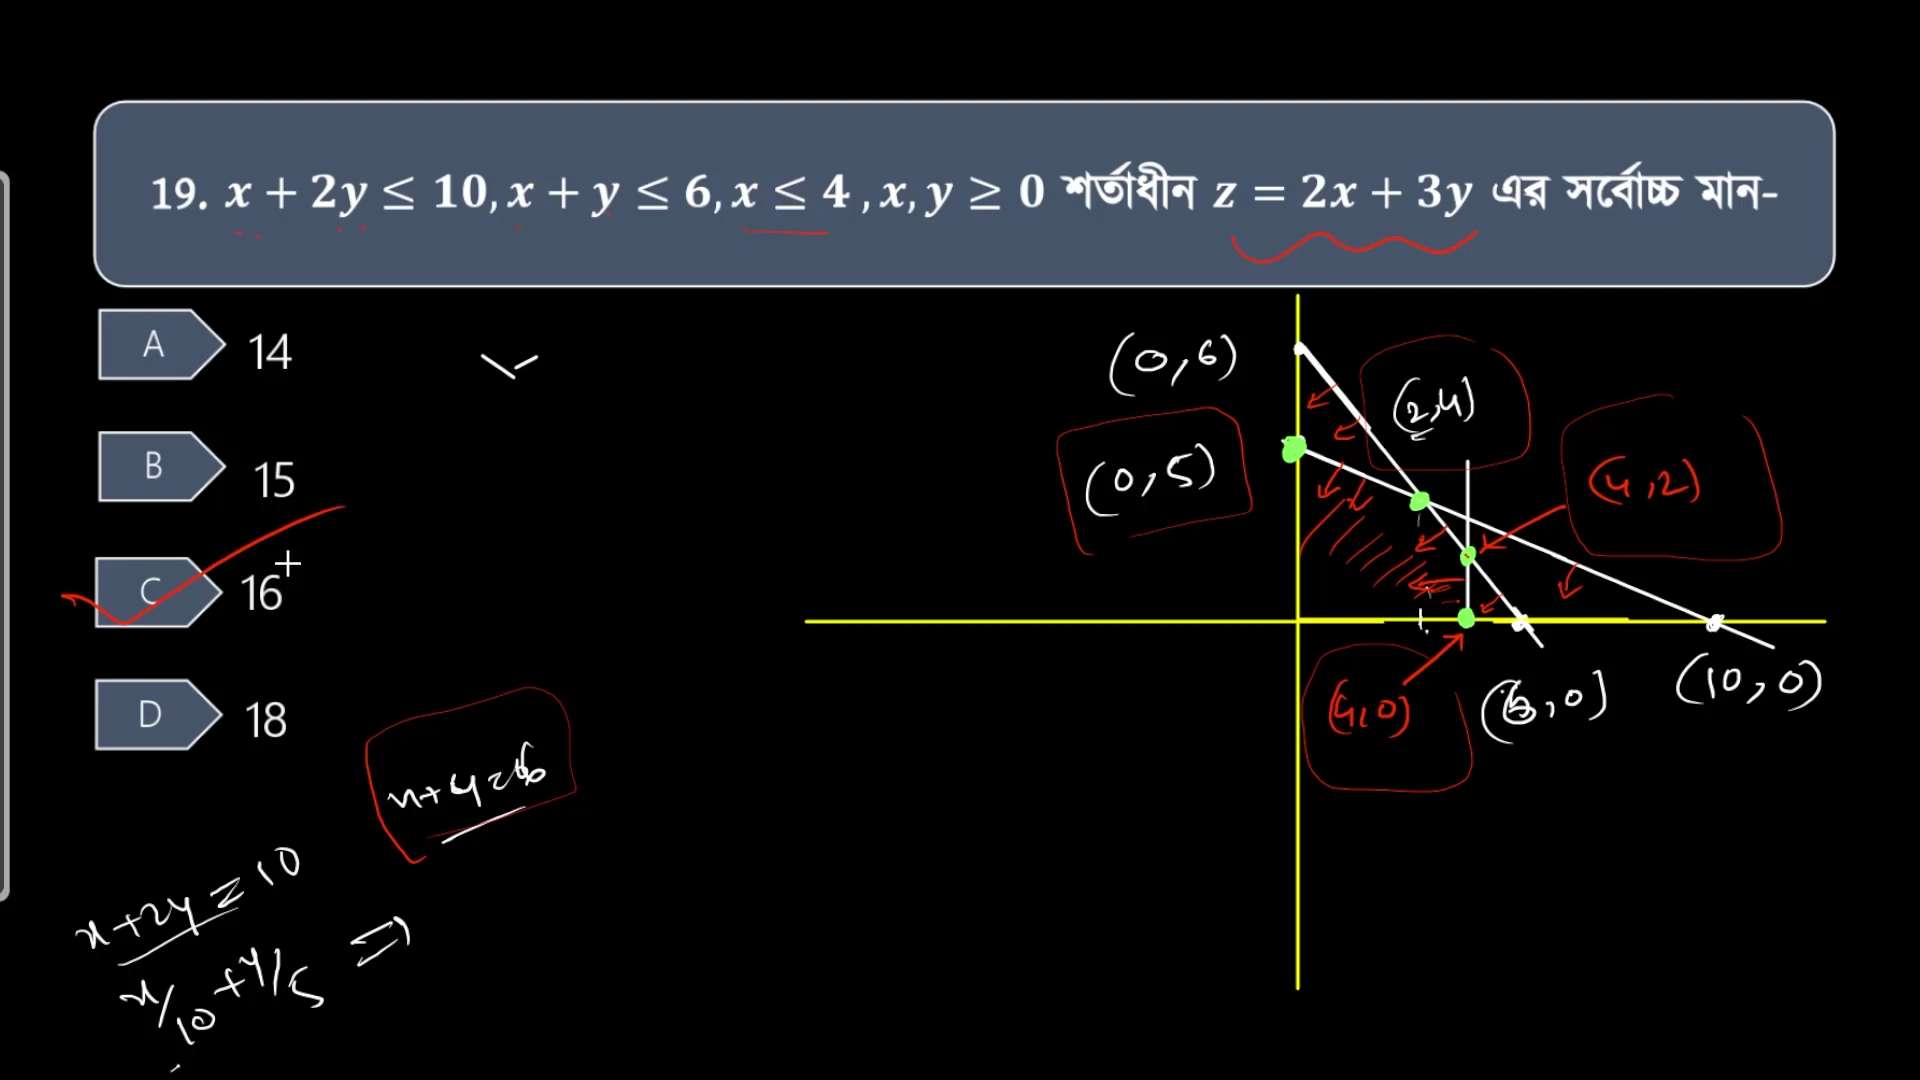 19. x + 2y ≤ 10, x + y ≤ 6, x ≤ 4 , x, y ≥ 0 শর্তাধীন z = 2x + 3y এর সর্বোচ্চ মান-
A 14
B 15
C 16
D 18
(0,6)
(2,4)
(0,5)
(4,2)
(4,0)
(6,0)
(10,0)
x+y=6
x+2y=10
x/10+y/5 =>